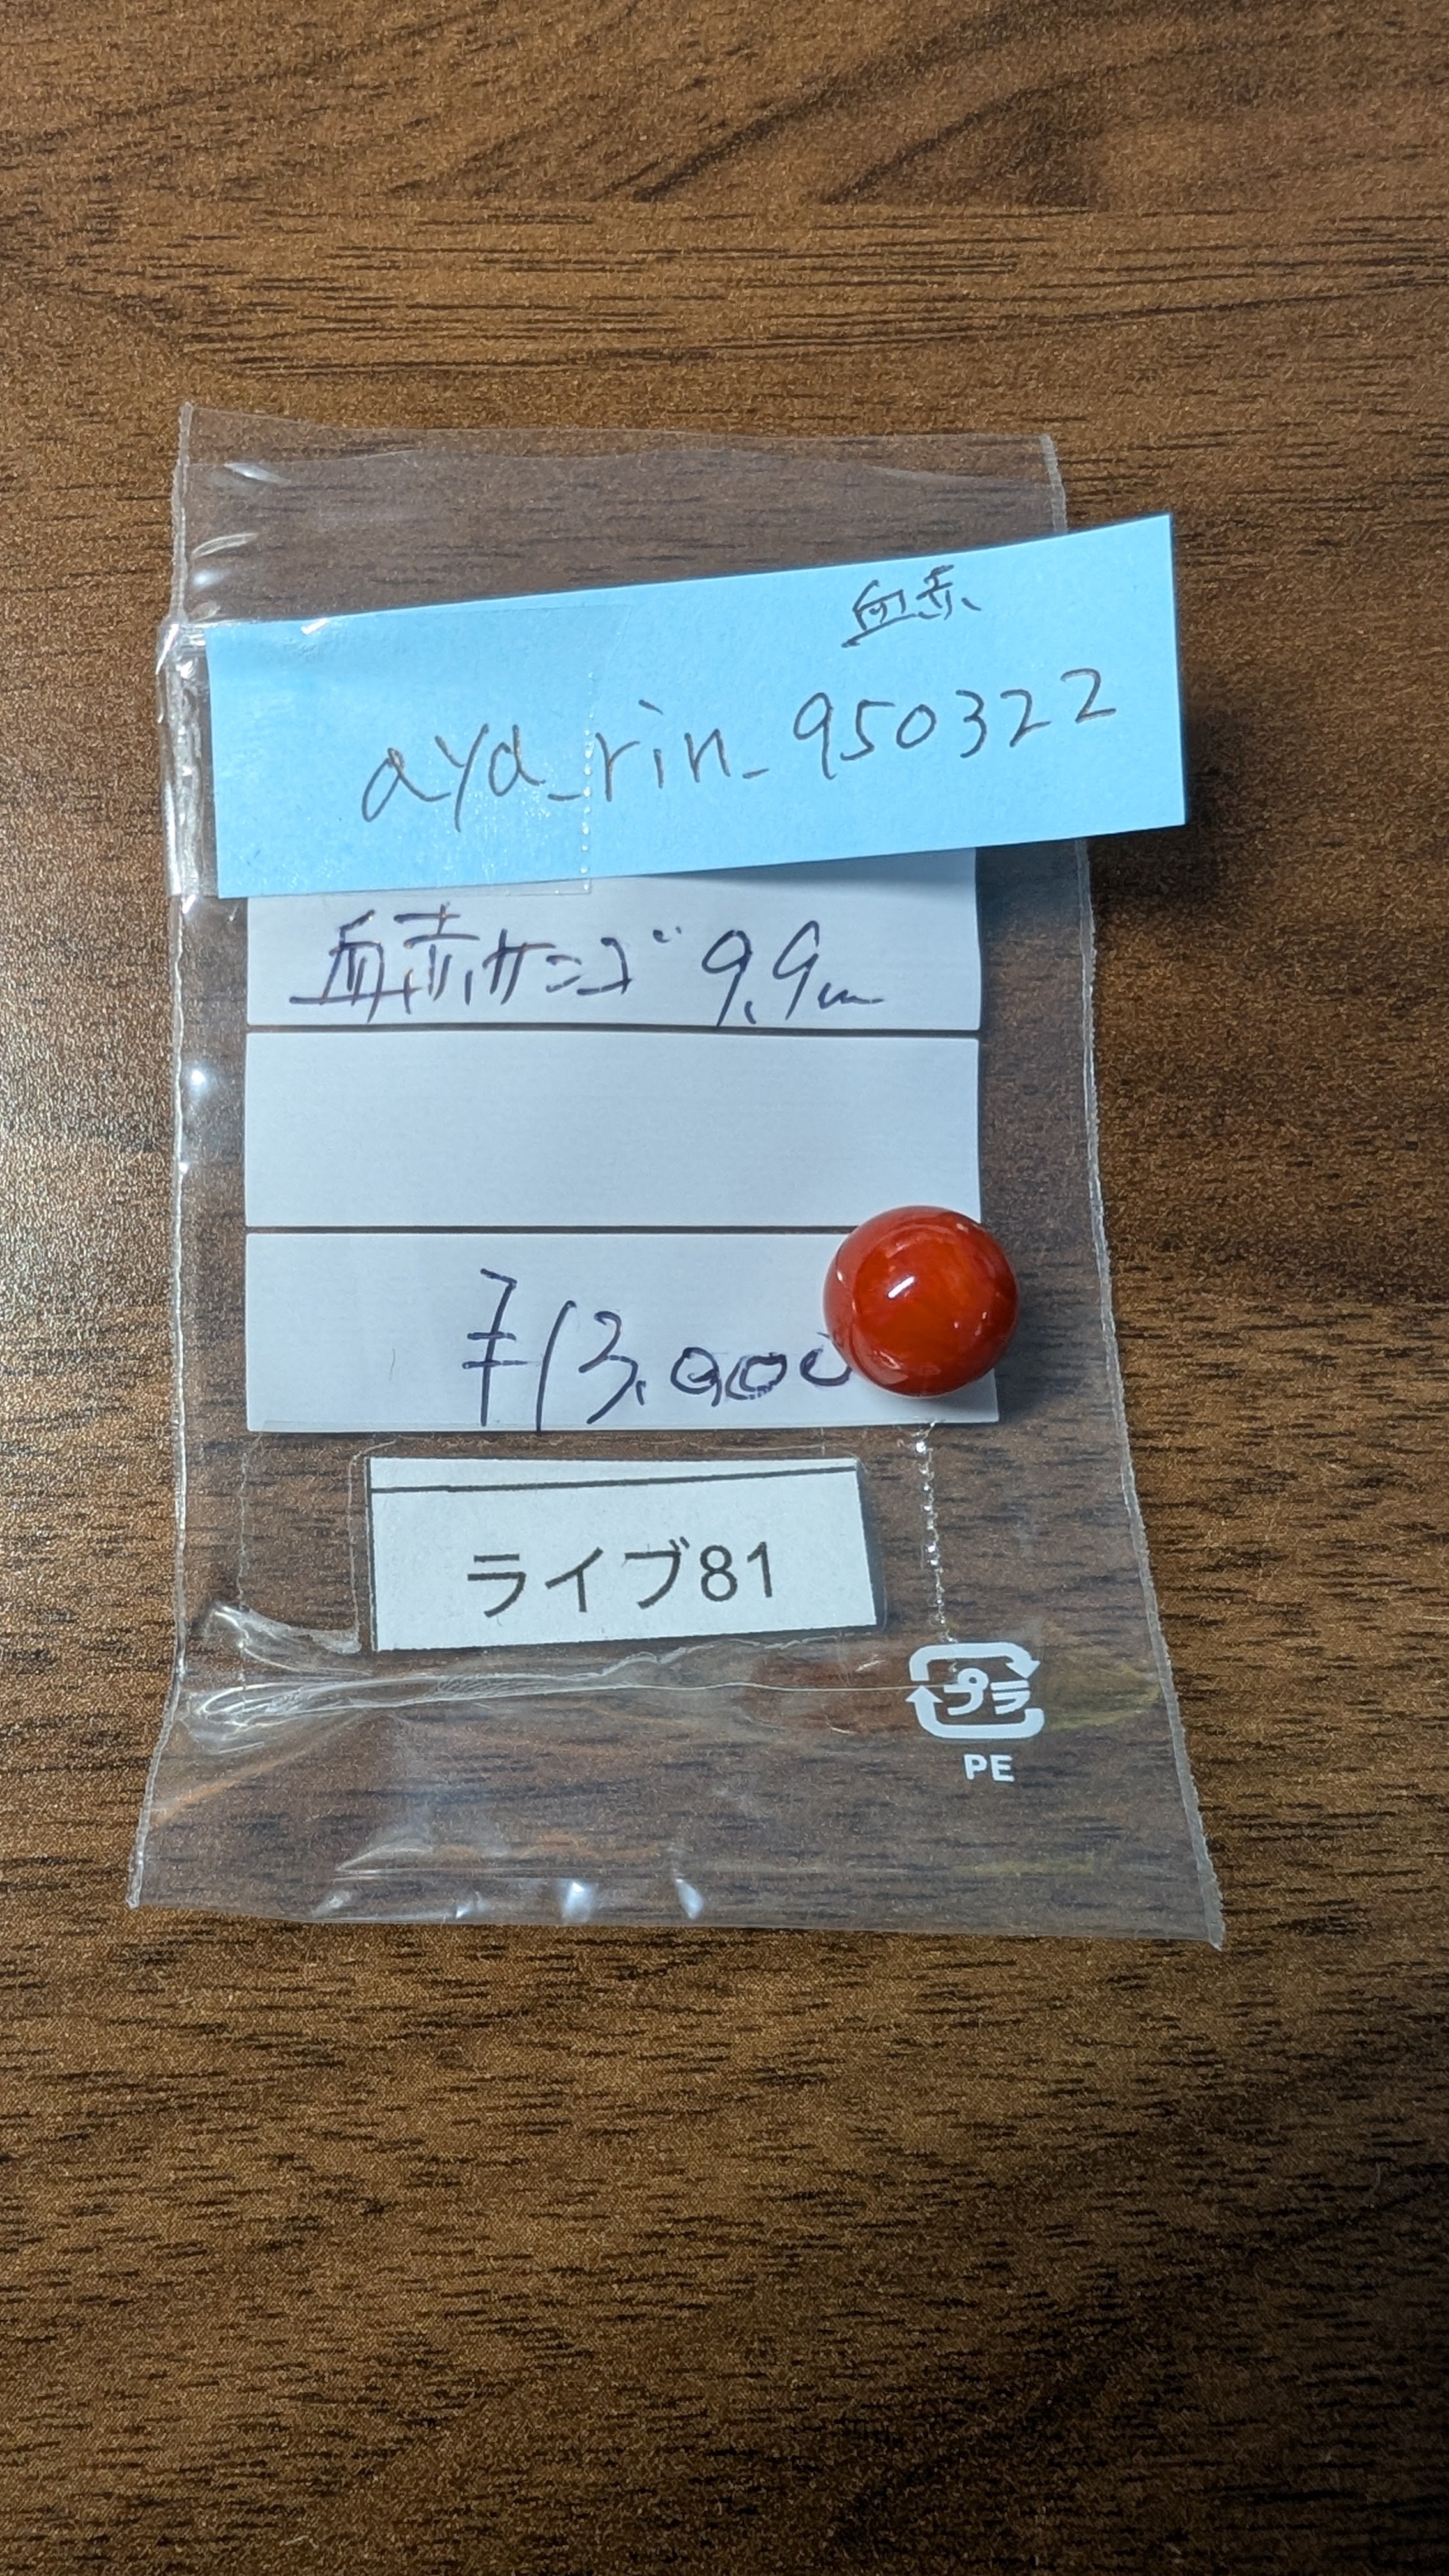 血赤
aya_rin_950322
血赤サンゴ 9.9mm
¥13,000
ライブ81
プラ
PE